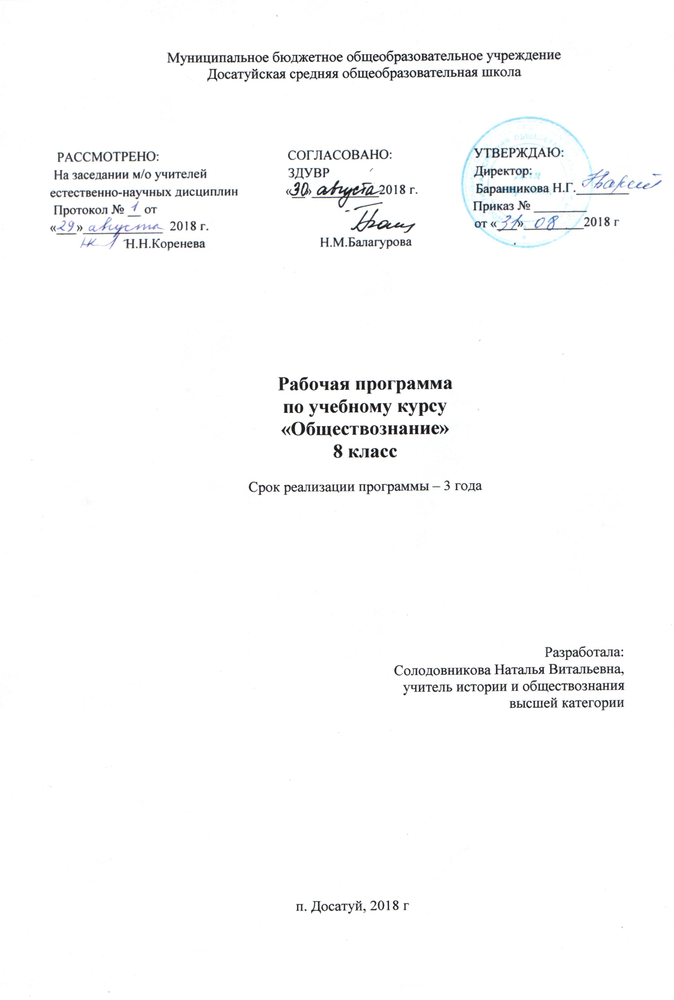 Муниципальное бюджетное общеобразовательное учреждение
Досатуйская средняя общеобразовательная школа
РАССМОТРЕНО:
На заседании м/о учителей
естественно-научных дисциплин
Протокол № 1 от
«29» августа 2018 г.
Н.Н.Коренева
СОГЛАСОВАНО:
ЗДУВР
«30» августа 2018 г.
Н.М.Балагурова
УТВЕРЖДАЮ:
Директор:
Баранникова Н.Г.
Приказ № ________
от «31» 08 2018 г
Рабочая программа
по учебному курсу
«Обществознание»
8 класс
Срок реализации программы – 3 года
Разработала:
Солодовникова Наталья Витальевна,
учитель истории и обществознания
высшей категории
п. Досатуй, 2018 г